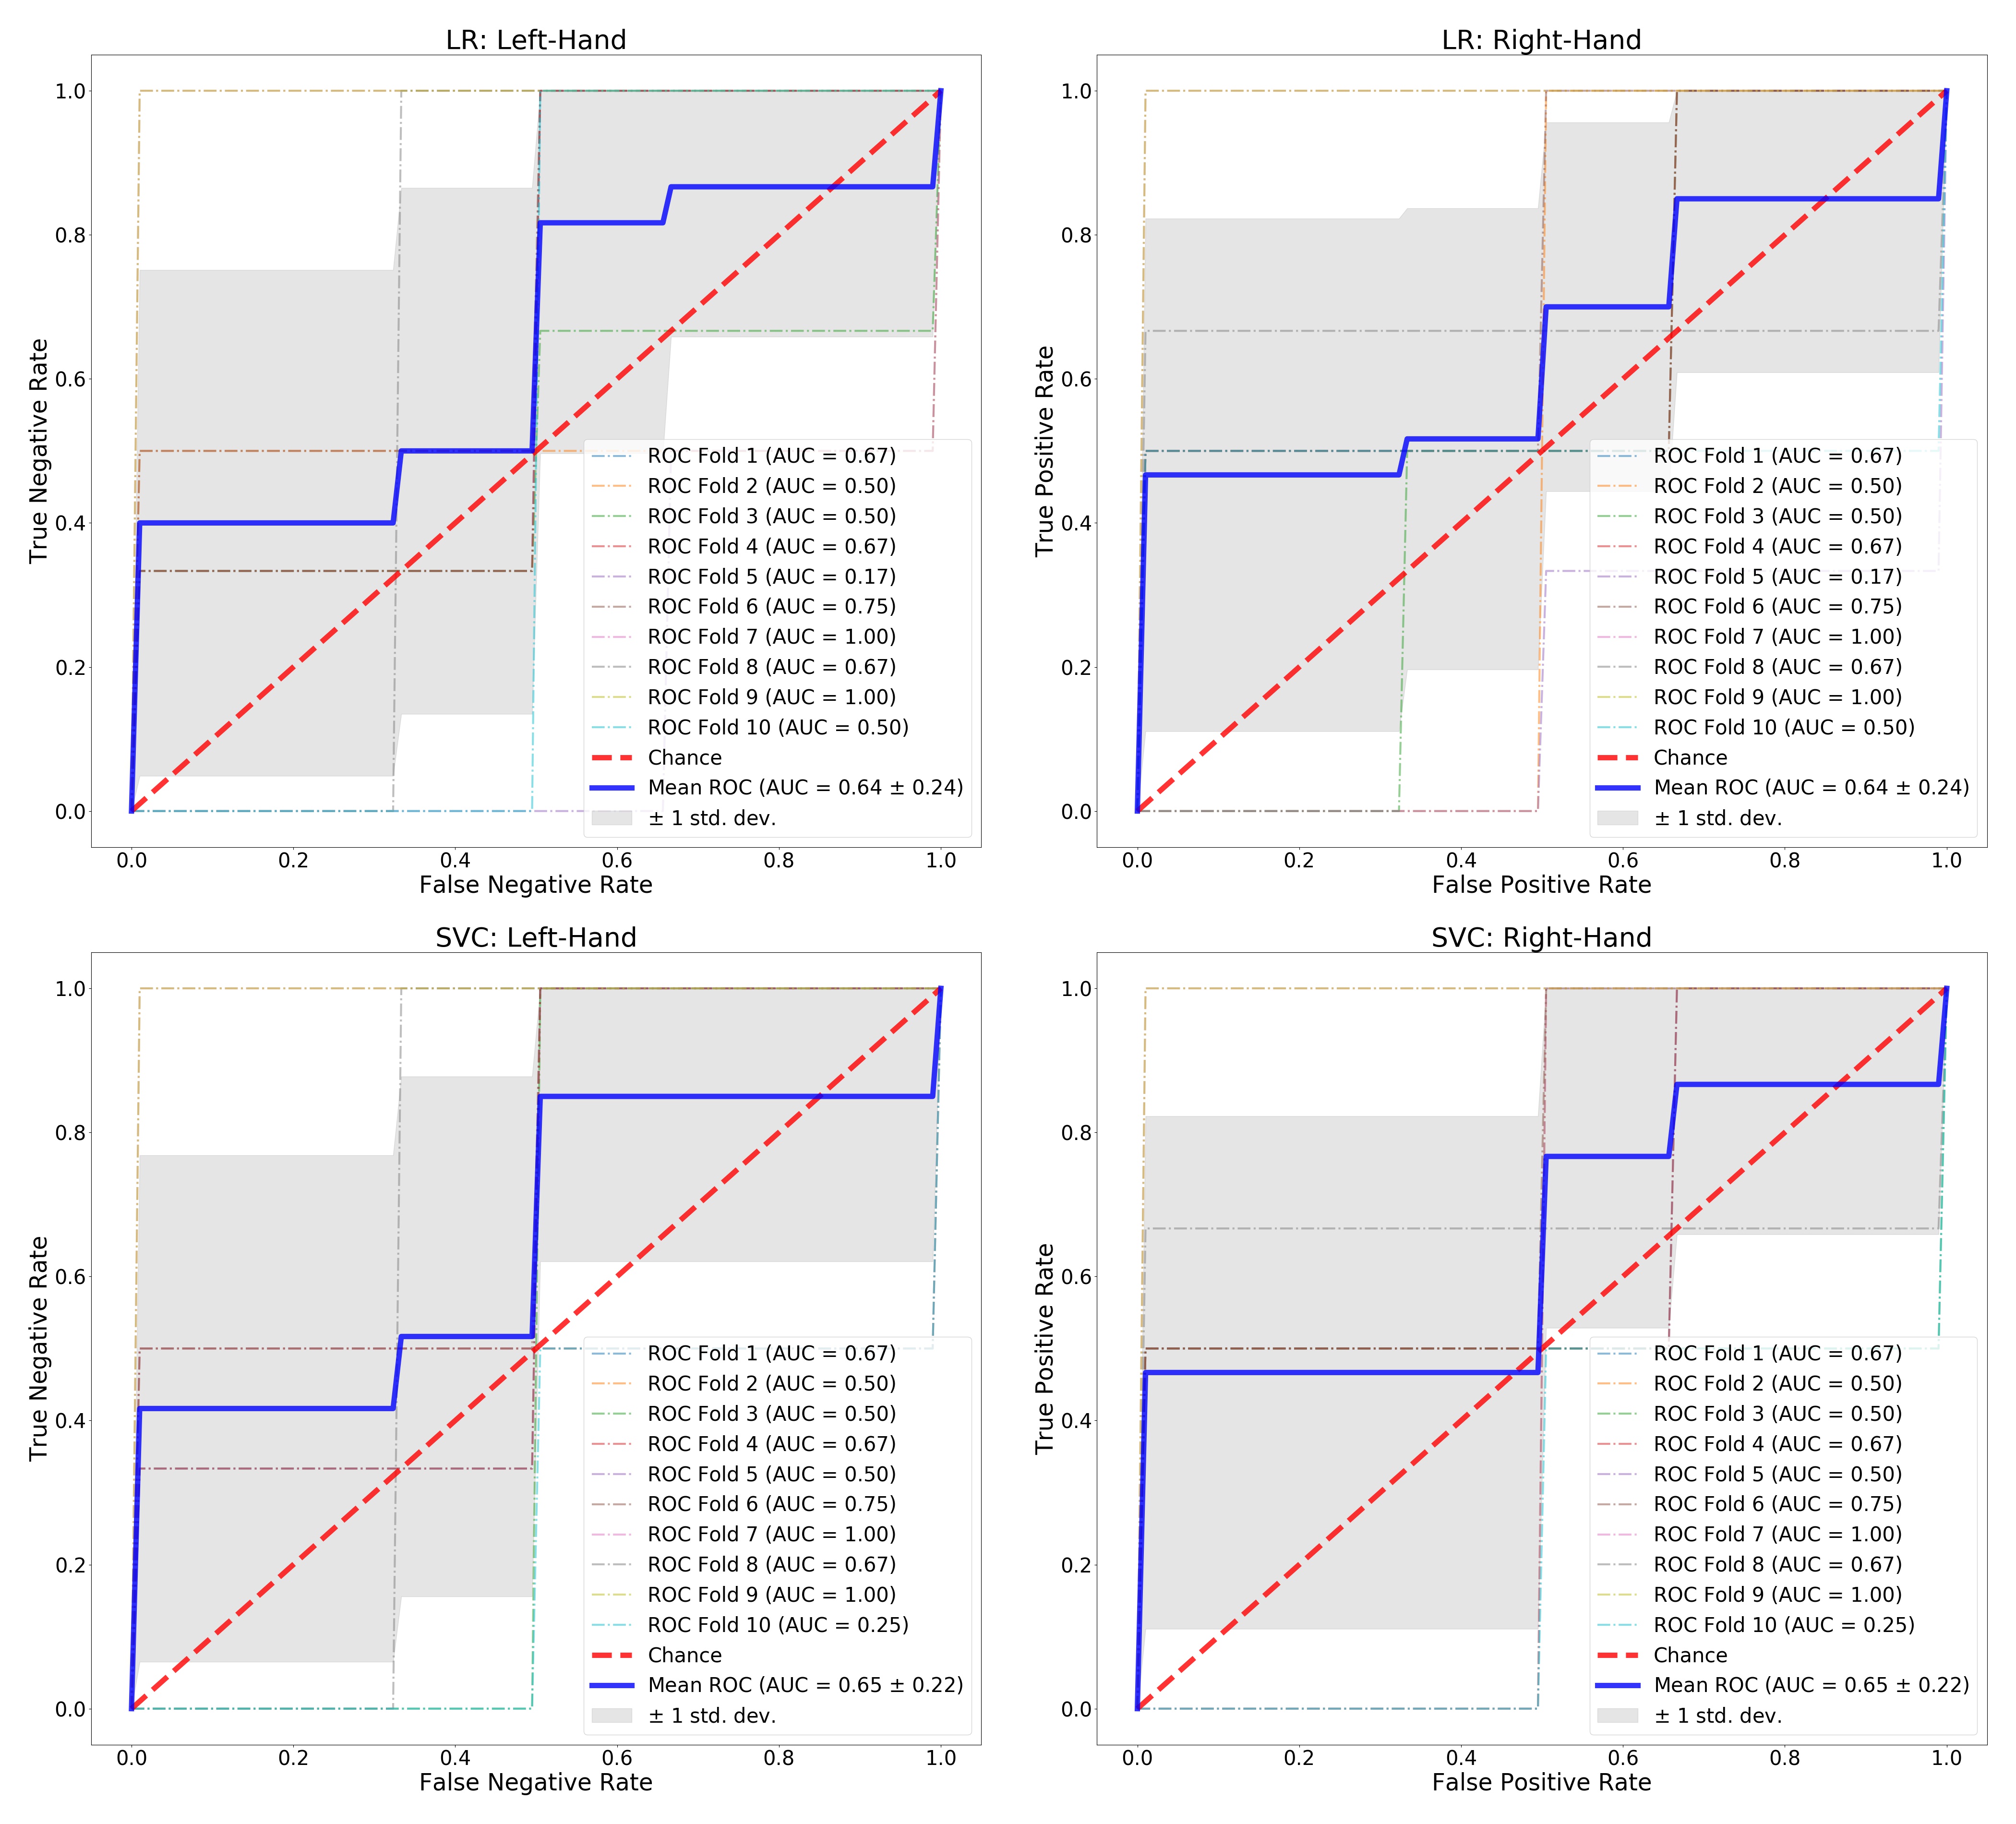 LR: Left-Hand
True Negative Rate
1.0
0.8
0.6
0.4
0.2
0.0
ROC Fold 1 (AUC = 0.67)
ROC Fold 2 (AUC = 0.50)
ROC Fold 3 (AUC = 0.50)
ROC Fold 4 (AUC = 0.67)
ROC Fold 5 (AUC = 0.17)
ROC Fold 6 (AUC = 0.75)
ROC Fold 7 (AUC = 1.00)
ROC Fold 8 (AUC = 0.67)
ROC Fold 9 (AUC = 1.00)
ROC Fold 10 (AUC = 0.50)
Chance
Mean ROC (AUC = 0.64 ± 0.24)
± 1 std. dev.
0.0 0.2 0.4 0.6 0.8 1.0
False Negative Rate
LR: Right-Hand
True Positive Rate
1.0
0.8
0.6
0.4
0.2
0.0
ROC Fold 1 (AUC = 0.67)
ROC Fold 2 (AUC = 0.50)
ROC Fold 3 (AUC = 0.50)
ROC Fold 4 (AUC = 0.67)
ROC Fold 5 (AUC = 0.17)
ROC Fold 6 (AUC = 0.75)
ROC Fold 7 (AUC = 1.00)
ROC Fold 8 (AUC = 0.67)
ROC Fold 9 (AUC = 1.00)
ROC Fold 10 (AUC = 0.50)
Chance
Mean ROC (AUC = 0.64 ± 0.24)
± 1 std. dev.
0.0 0.2 0.4 0.6 0.8 1.0
False Positive Rate
SVC: Left-Hand
True Negative Rate
1.0
0.8
0.6
0.4
0.2
0.0
ROC Fold 1 (AUC = 0.67)
ROC Fold 2 (AUC = 0.50)
ROC Fold 3 (AUC = 0.50)
ROC Fold 4 (AUC = 0.67)
ROC Fold 5 (AUC = 0.50)
ROC Fold 6 (AUC = 0.75)
ROC Fold 7 (AUC = 1.00)
ROC Fold 8 (AUC = 0.67)
ROC Fold 9 (AUC = 1.00)
ROC Fold 10 (AUC = 0.25)
Chance
Mean ROC (AUC = 0.65 ± 0.22)
± 1 std. dev.
0.0 0.2 0.4 0.6 0.8 1.0
False Negative Rate
SVC: Right-Hand
True Positive Rate
1.0
0.8
0.6
0.4
0.2
0.0
ROC Fold 1 (AUC = 0.67)
ROC Fold 2 (AUC = 0.50)
ROC Fold 3 (AUC = 0.50)
ROC Fold 4 (AUC = 0.67)
ROC Fold 5 (AUC = 0.50)
ROC Fold 6 (AUC = 0.75)
ROC Fold 7 (AUC = 1.00)
ROC Fold 8 (AUC = 0.67)
ROC Fold 9 (AUC = 1.00)
ROC Fold 10 (AUC = 0.25)
Chance
Mean ROC (AUC = 0.65 ± 0.22)
± 1 std. dev.
0.0 0.2 0.4 0.6 0.8 1.0
False Positive Rate